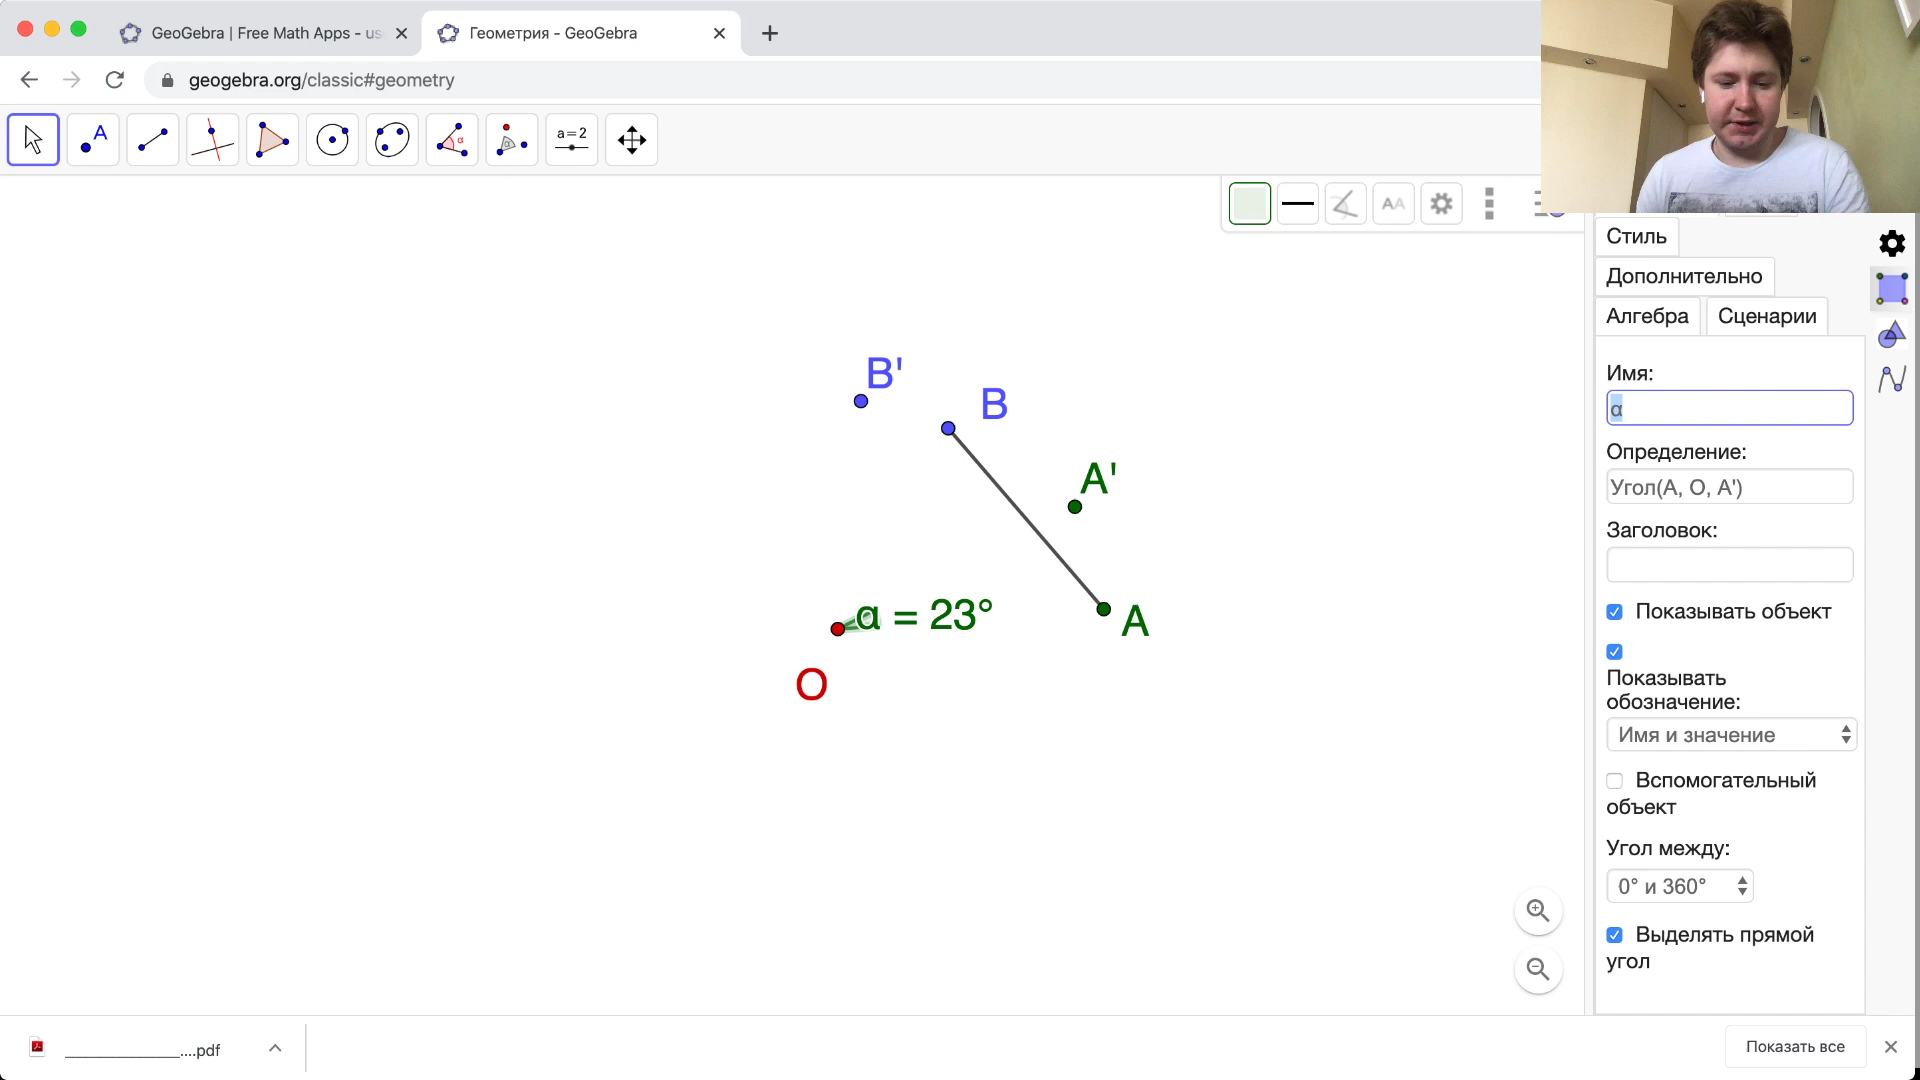 GeoGebra | Free Math Apps - us
Геометрия - GeoGebra
geogebra.org/classic#geometry
A
α
α
a=2
AA
Стиль
Дополнительно
Алгебра
Сценарии
Имя:
α
Определение:
Угол(A, O, A')
Заголовок:
Показывать объект
Показывать
обозначение:
Имя и значение
Вспомогательный
объект
Угол между:
0° и 360°
Выделять прямой
угол
B'
B
A'
α = 23°
A
O
_____________....pdf
Показать все